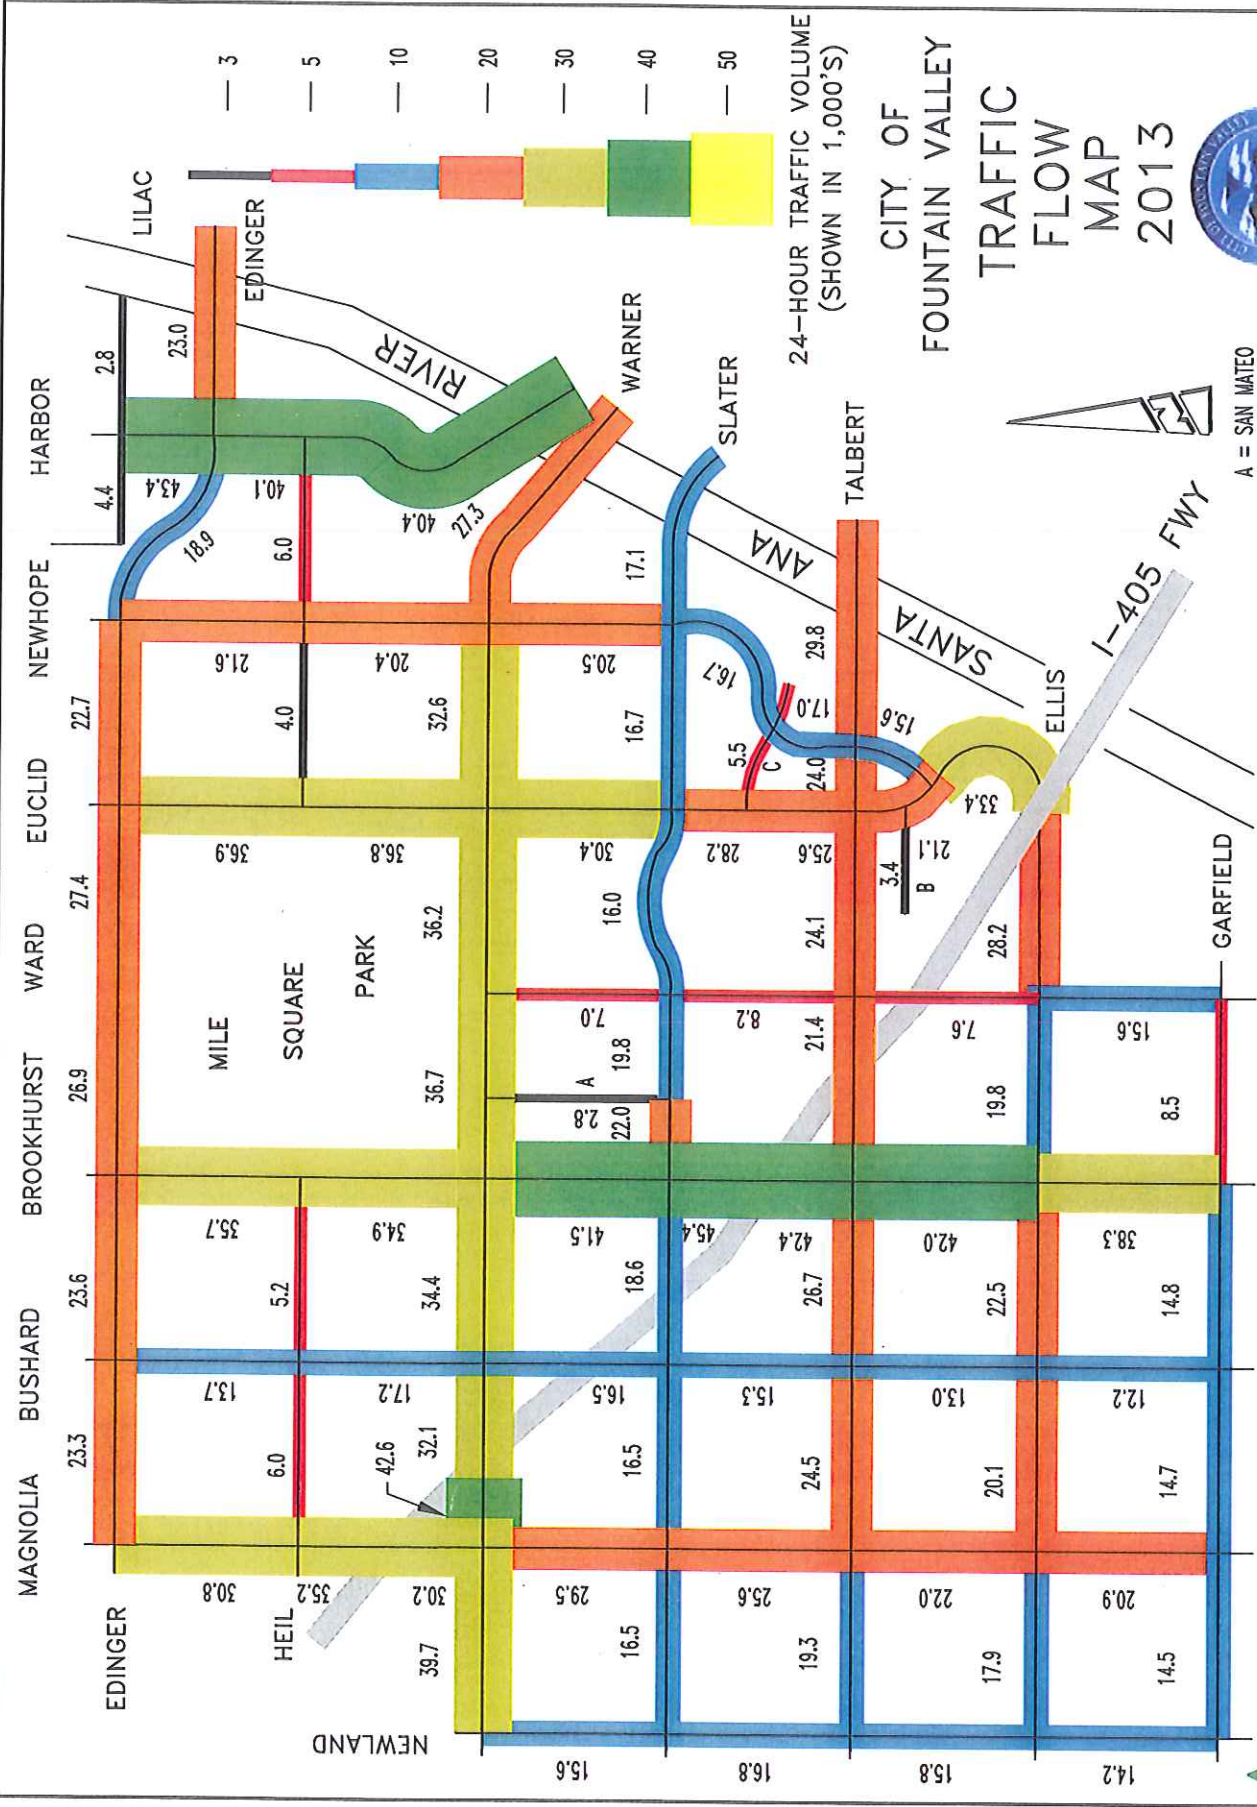 MAGNOLIA BUSHARD BROOKHURST WARD EUCLID NEWHOPE HARBOR
LILAC
23.3 23.6 26.9 27.4 22.7
4.4 2.8
EDINGER
EDINGER
23.0
18.9
43.4
30.8 13.7 35.7 36.9 21.6
MILE
SQUARE
PARK
HEIL
6.0 5.2 4.0 6.0
35.2
40.1
30.2 17.2 34.9 36.8 20.4
40.4
42.6
39.7 32.1 34.4 36.7 36.2 32.6 27.3
RIVER
WARNER
NEWLAND
15.6 29.5 16.5 41.5 2.8 A 7.0 30.4 20.5
16.5 16.5 18.6 22.0 19.8 16.0 16.7 17.1
SLATER
16.8 25.6 15.3 45.4 42.4 8.2 28.2 25.6
16.7
5.5
C
17.0
24.0
19.3 24.5 26.7 21.4 24.1 29.8
TALBERT
ANA
SANTA
15.8 22.0 13.0 42.0 7.6 21.1
15.6
3.4
B
33.4
17.9 20.1 22.5 19.8 28.2
ELLIS
I-405 FWY
14.2 20.9 12.2 38.3 15.6
14.5 14.7 14.8 8.5
GARFIELD
3
5
10
20
30
40
50
24-HOUR TRAFFIC VOLUME
(SHOWN IN 1,000'S)
CITY OF
FOUNTAIN VALLEY
TRAFFIC
FLOW
MAP
2013
CITY OF FOUNTAIN VALLEY
N
A = SAN MATEO